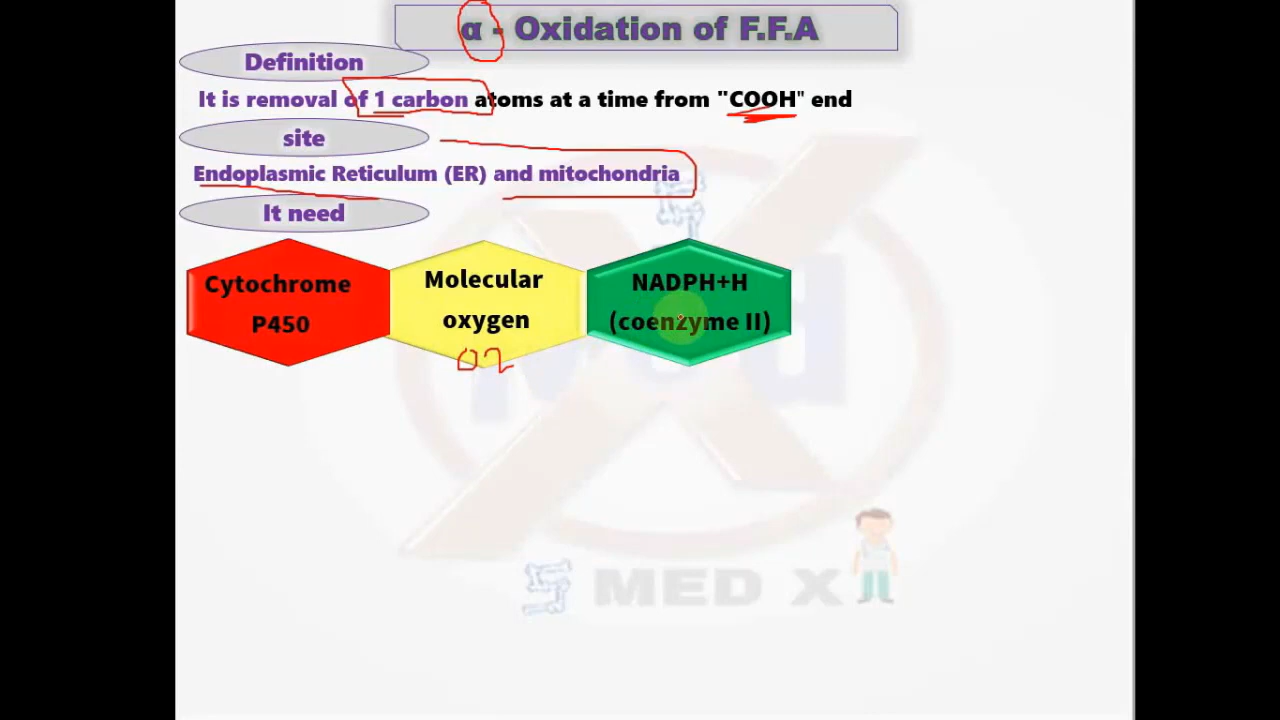 α - Oxidation of F.F.A
Definition
It is removal of 1 carbon atoms at a time from "COOH" end
site
Endoplasmic Reticulum (ER) and mitochondria
It need
Cytochrome
P450
Molecular
oxygen
O2
NADPH+H
(coenzyme II)
MED X